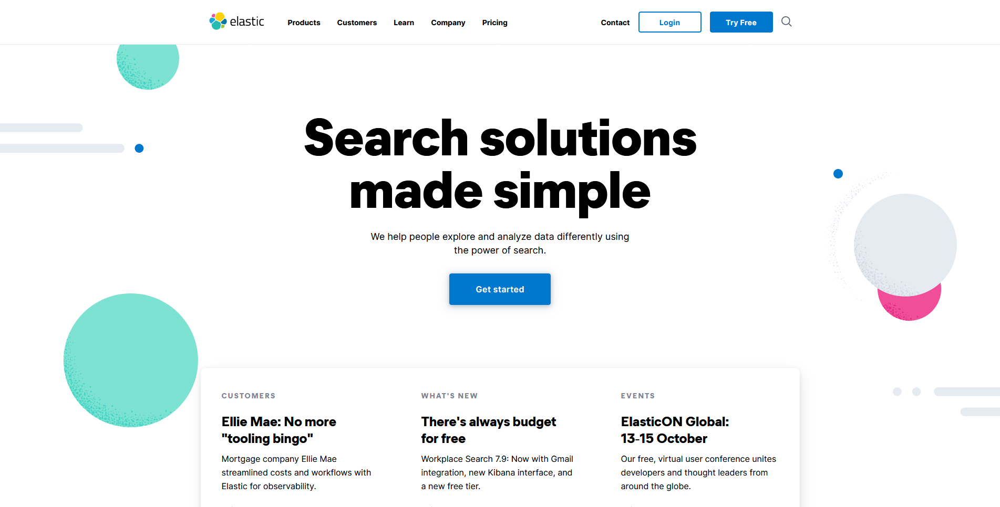 elastic
Products Customers Learn Company Pricing
Contact Login Try Free
Search solutions
made simple
We help people explore and analyze data differently using
the power of search.
Get started
CUSTOMERS
Ellie Mae: No more
"tooling bingo"
Mortgage company Ellie Mae
streamlined costs and workflows with
Elastic for observability.
WHAT'S NEW
There's always budget
for free
Workplace Search 7.9: Now with Gmail
integration, new Kibana interface, and
a new free tier.
EVENTS
ElasticON Global:
13-15 October
Our free, virtual user conference unites
developers and thought leaders from
around the globe.